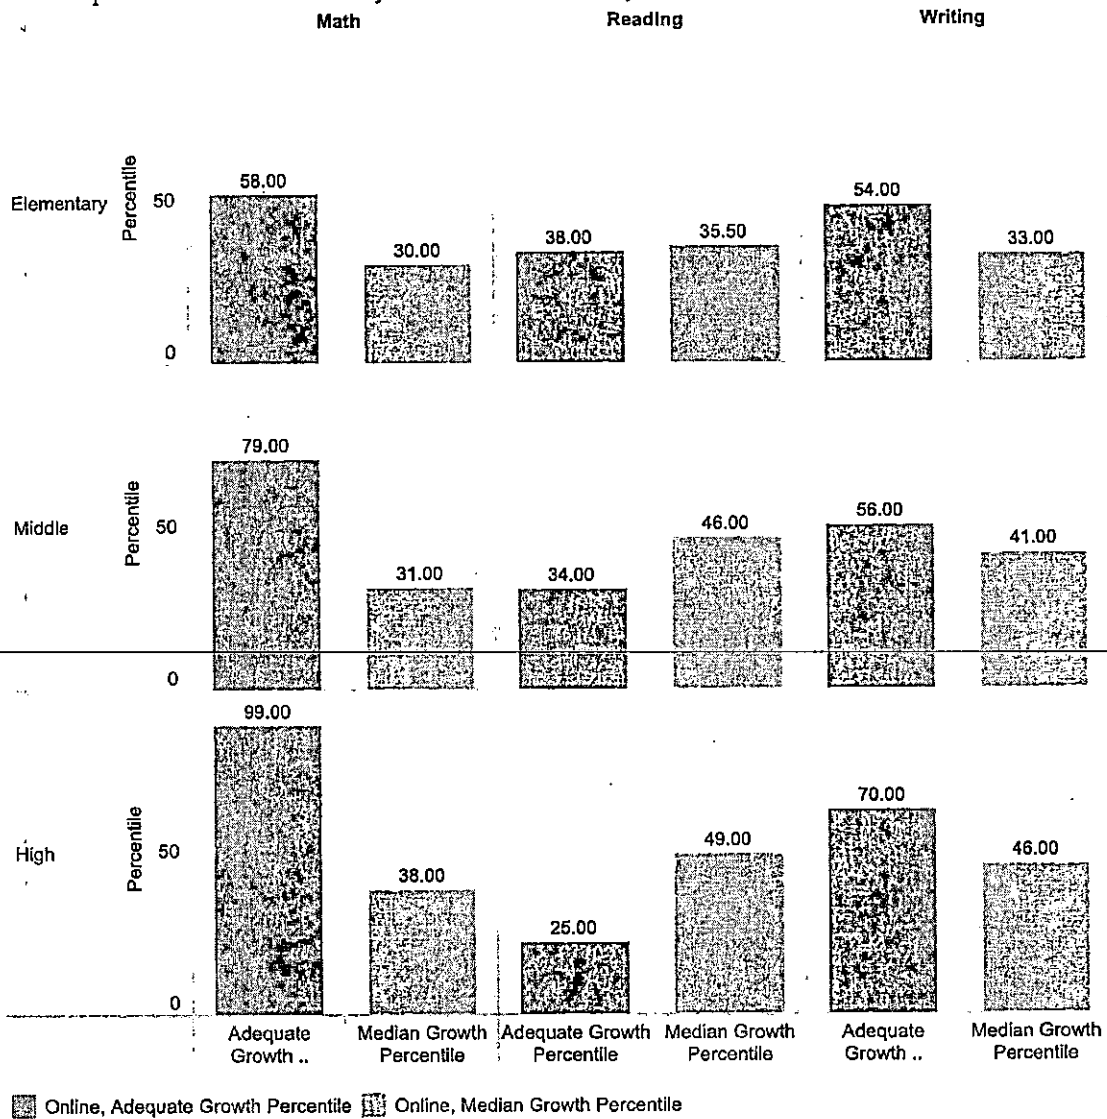 Math Reading Writing
Elementary
Percentile
50
0
58.00
30.00
38.00
35.50
54.00
33.00
Middle
Percentile
50
0
79.00
31.00
34.00
46.00
56.00
41.00
High
Percentile
50
0
99.00
38.00
25.00
49.00
70.00
46.00
Adequate
Growth ..
Median Growth
Percentile
Adequate Growth
Percentile
Median Growth
Percentile
Adequate
Growth ..
Median Growth
Percentile
Online, Adequate Growth Percentile Online, Median Growth Percentile